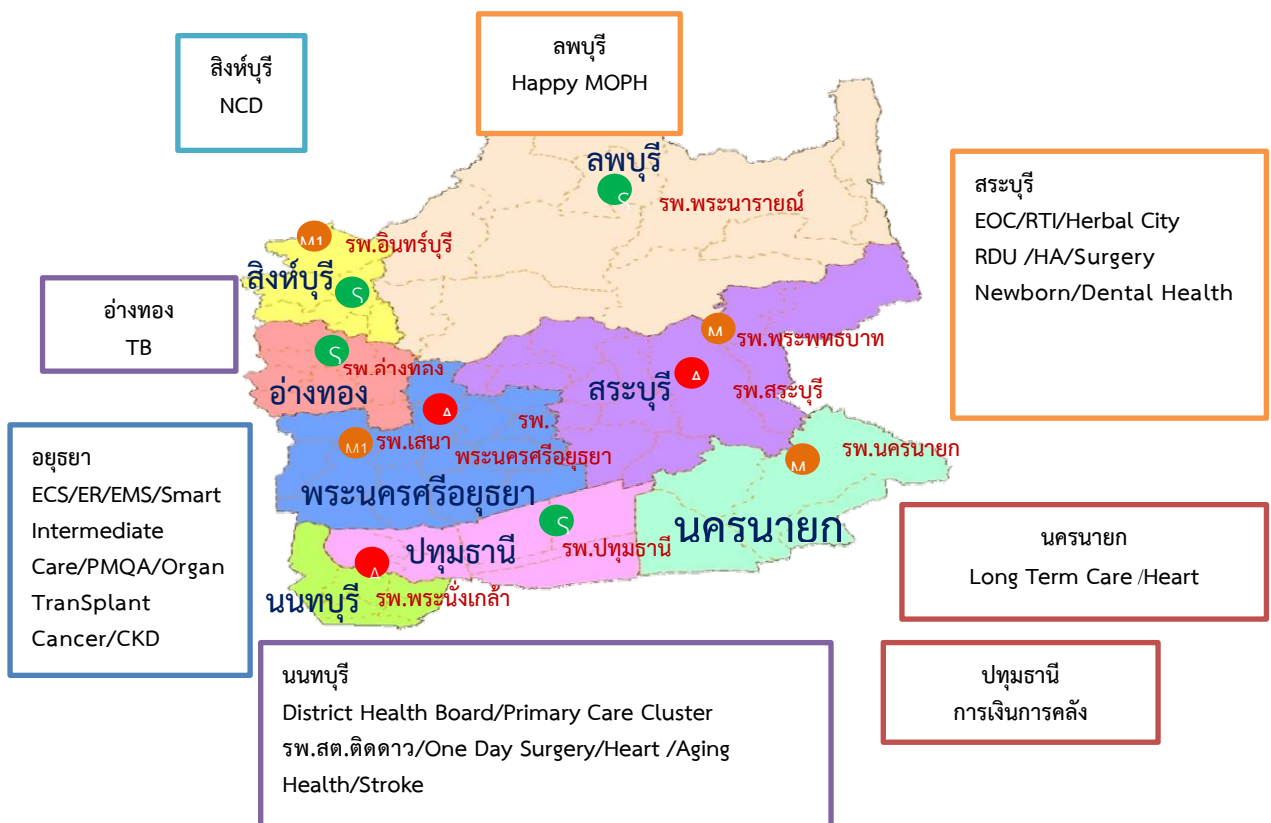 สิงห์บุรี
NCD
ลพบุรี
Happy MOPH
ลพบุรี
S
รพ.พระนารายณ์
สระบุรี
EOC/RTI/Herbal City
RDU /HA/Surgery
Newborn/Dental Health
M1
รพ.อินทร์บุรี
สิงห์บุรี
S
อ่างทอง
TB
S
รพ.อ่างทอง
อ่างทอง
M
รพ.พระพุทธบาท
A
สระบุรี
รพ.สระบุรี
A
รพ.
พระนครศรีอยุธยา
M1
รพ.เสนา
พระนครศรีอยุธยา
M
รพ.นครนายก
นครนายก
อยุธยา
ECS/ER/EMS/Smart
Intermediate
Care/PMQA/Organ
TranSplant
Cancer/CKD
S
ปทุมธานี
รพ.ปทุมธานี
A
นนทบุรี
รพ.พระนั่งเกล้า
นครนายก
Long Term Care /Heart
นนทบุรี
District Health Board/Primary Care Cluster
รพ.สต.ติดดาว/One Day Surgery/Heart /Aging
Health/Stroke
ปทุมธานี
การเงินการคลัง